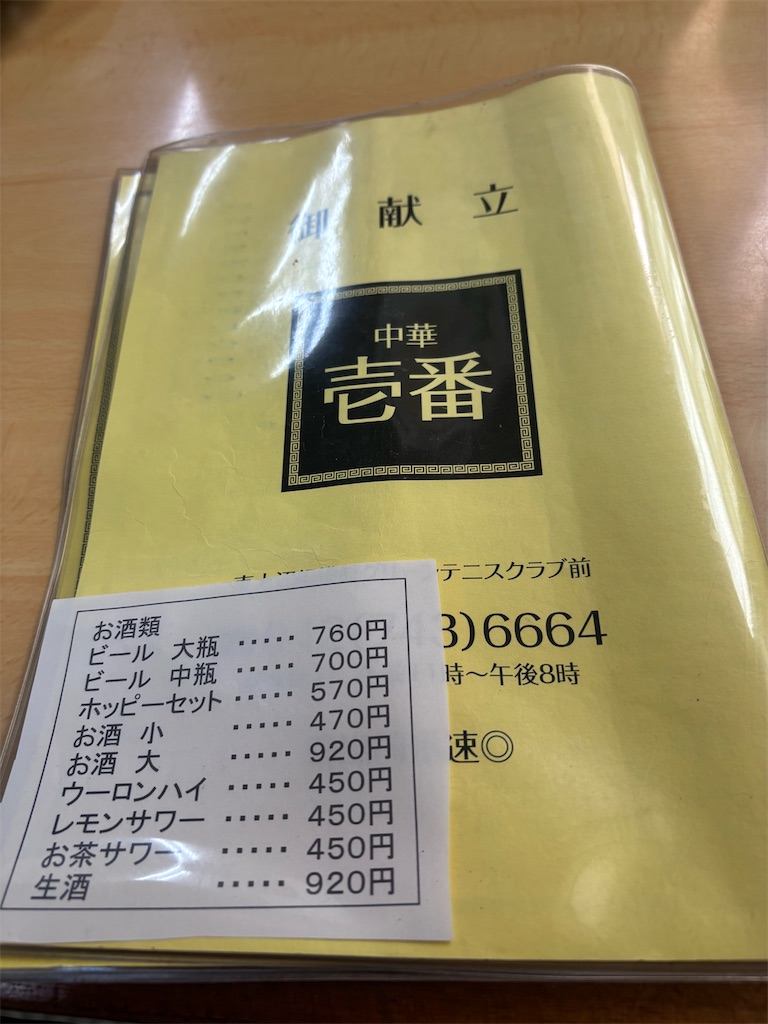 御献立
中華
壱番
テニスクラブ前
3)6664
時～午後8時
速◎
お酒類
ビール 大瓶 ‥‥‥ 760円
ビール 中瓶 ‥‥‥ 700円
ホッピーセット ‥‥‥ 570円
お酒 小 ‥‥‥ 470円
お酒 大 ‥‥‥ 920円
ウーロンハイ ‥‥‥ 450円
レモンサワー ‥‥‥ 450円
お茶サワー ‥‥‥ 450円
生酒 ‥‥‥ 920円